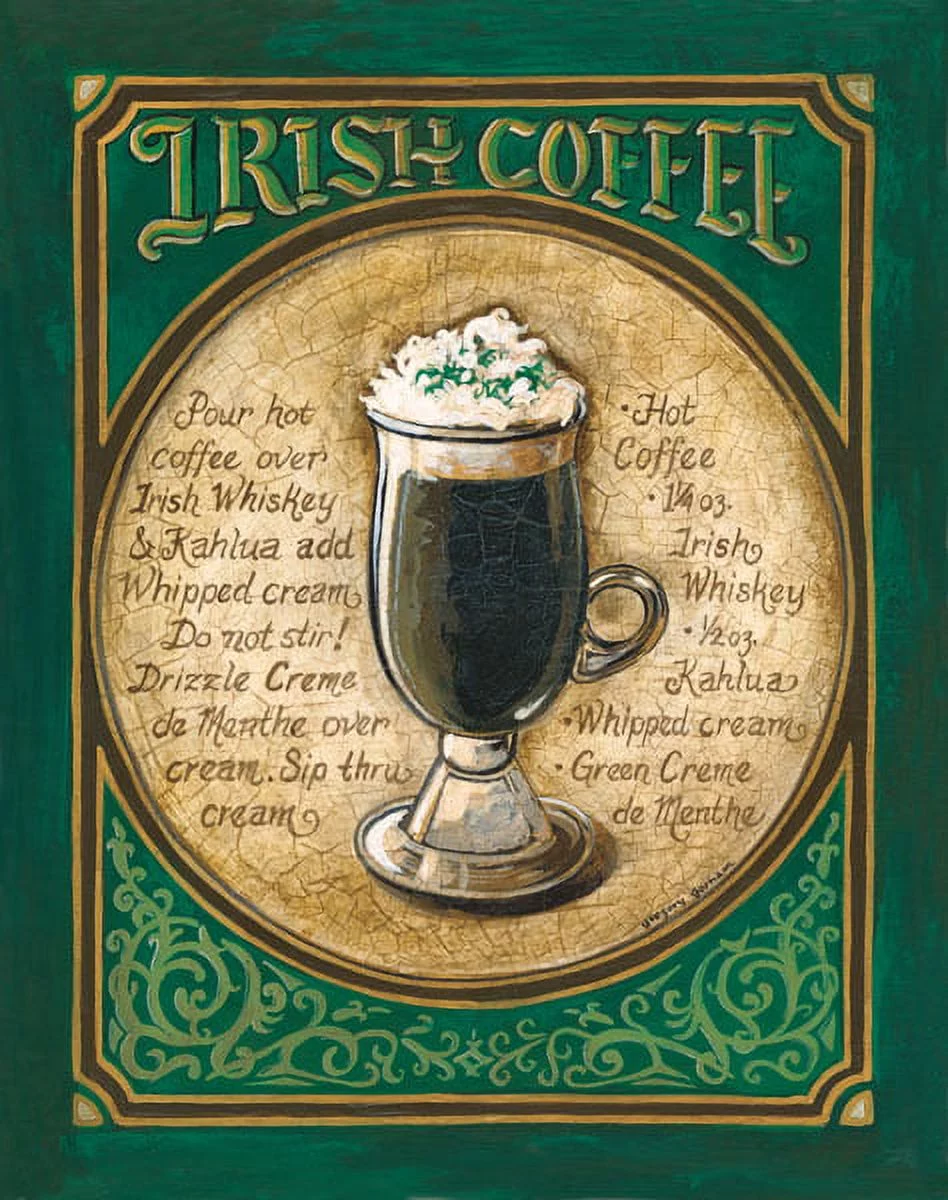 IRISH COFFEE
Pour hot
coffee over
Irish Whiskey
& Kahlua add
Whipped cream
Do not stir!
Drizzle Creme
de Menthe over
cream. Sip thru
cream
• Hot
Coffee
• 1¼ oz.
Irish
Whiskey
• ½ oz.
Kahlua
• Whipped cream
• Green Creme
de Menthe
Gregory Gorham